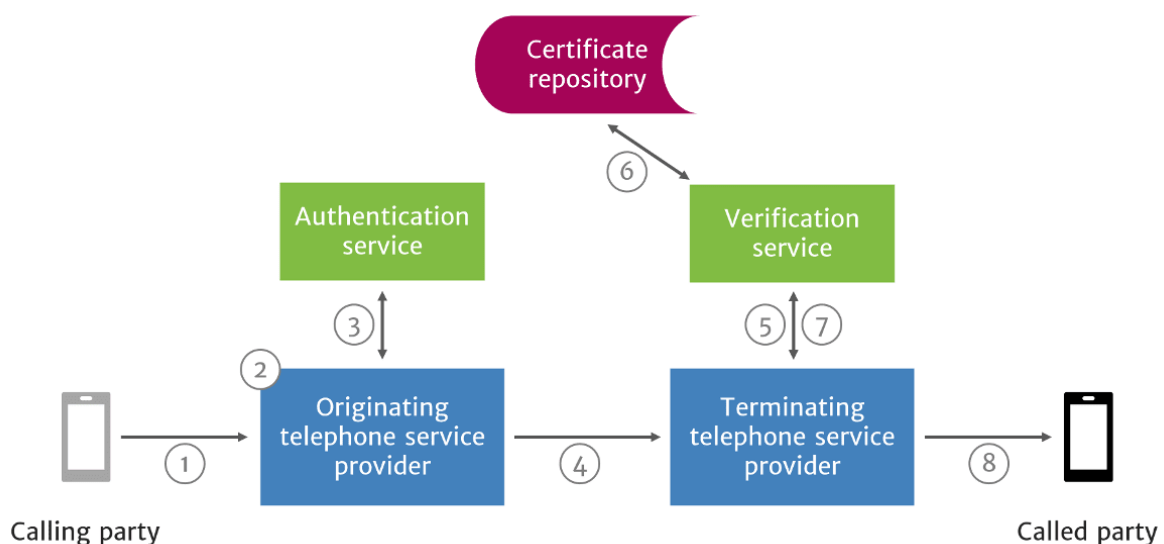 Certificate
repository
6
Authentication
service
Verification
service
3
5
7
2
Originating
telephone service
provider
Terminating
telephone service
provider
1
4
8
Calling party
Called party